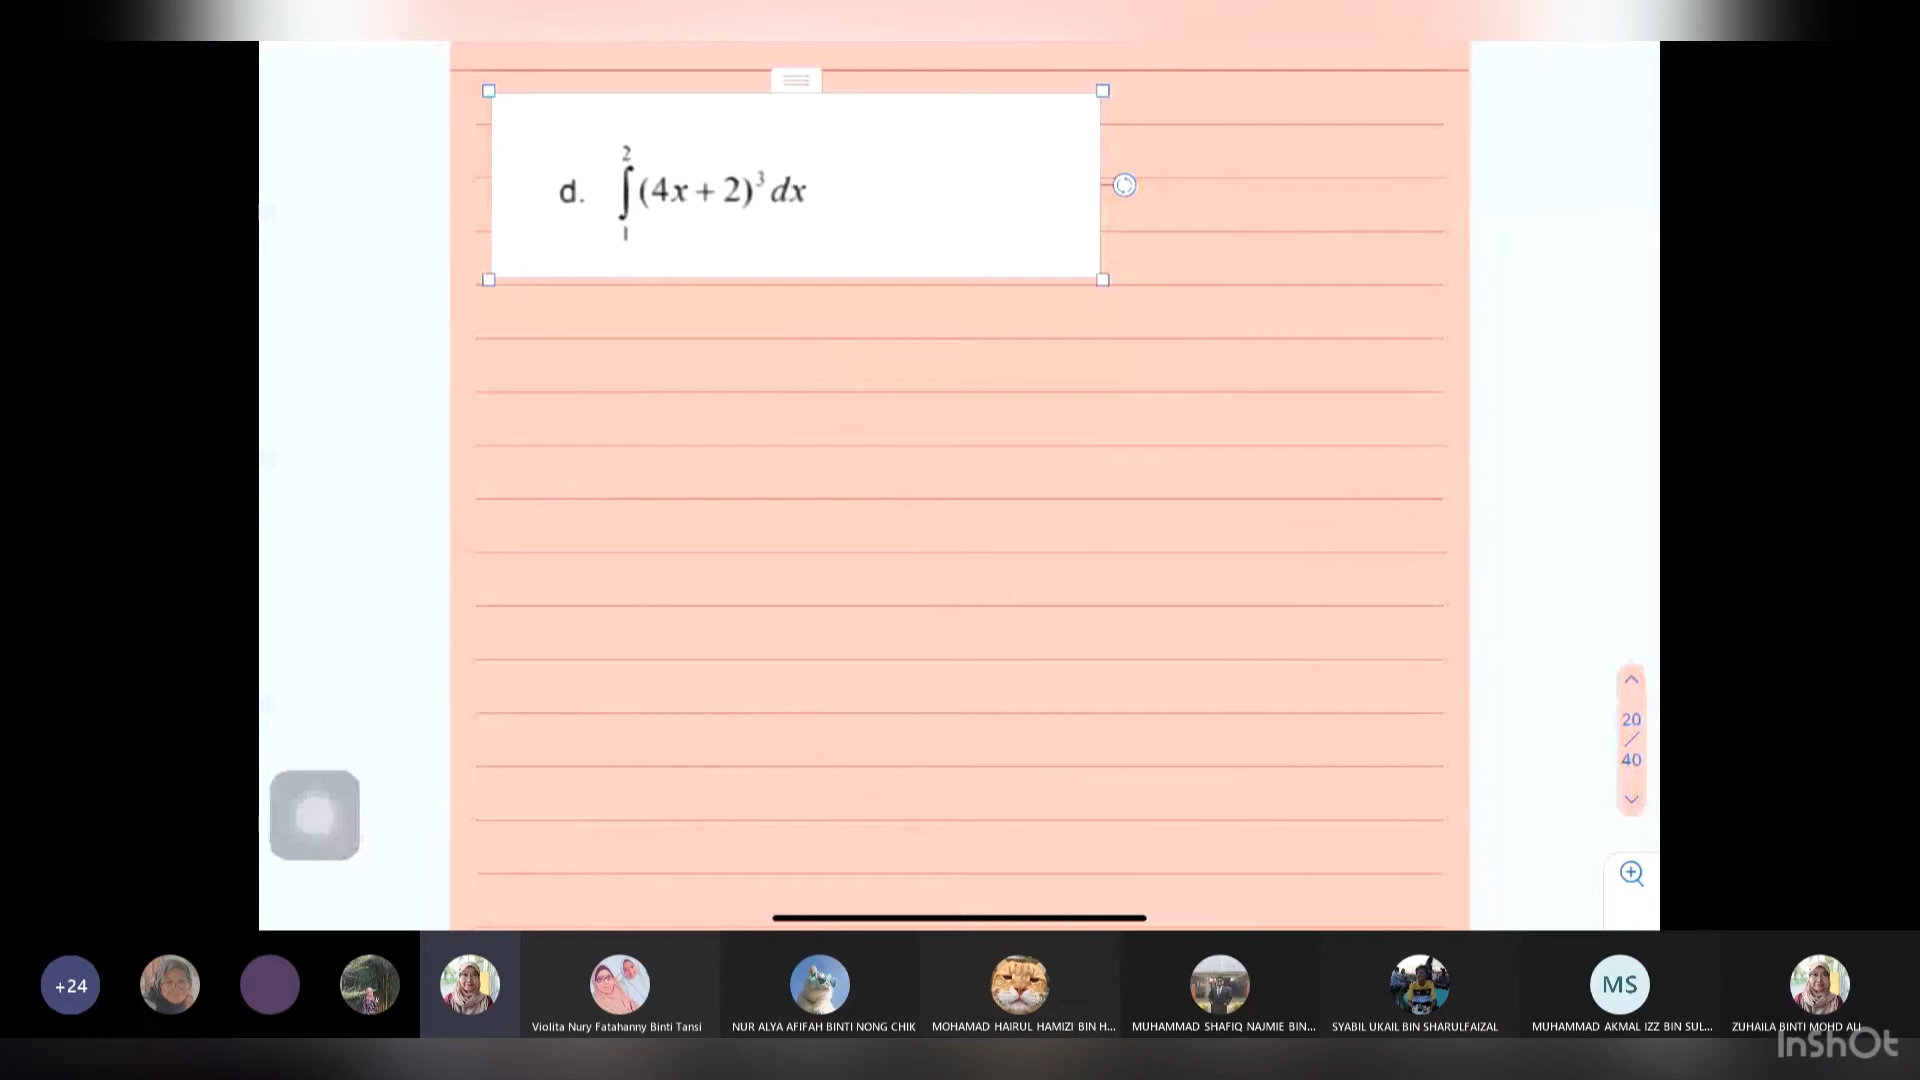 d. ∫₁² (4x + 2)³ dx
20
/
40
+24
MS
Violita Nury Fatahanny Binti Tansi
NUR ALYA AFIFAH BINTI NONG CHIK
MOHAMAD HAIRUL HAMIZI BIN H...
MUHAMMAD SHAFIQ NAJMIE BIN...
SYABIL UKAIL BIN SHARULFAIZAL
MUHAMMAD AKMAL IZZ BIN SUL...
ZUHAILA BINTI MOHD ALI
InShOt